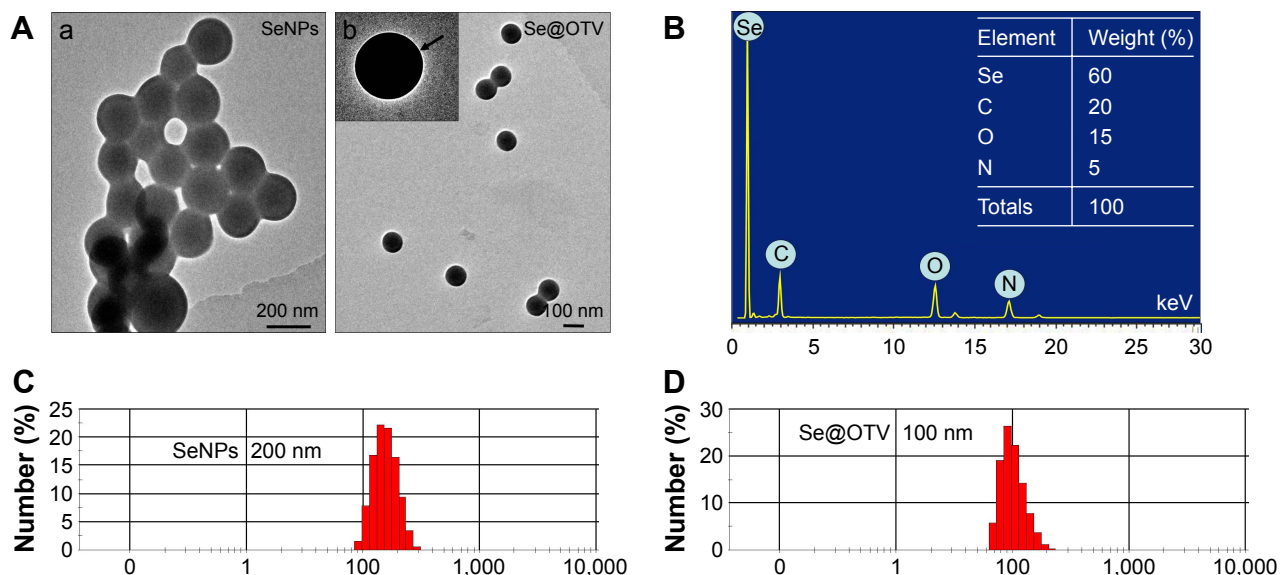 A
a
SeNPs
200 nm
b
Se@OTV
100 nm
B
Se
C
O
N
Element Weight (%)
Se 60
C 20
O 15
N 5
Totals 100
keV
0 5 10 15 20 25 30
C
Number (%)
25
20
15
10
5
0
SeNPs 200 nm
0 1 100 1,000 10,000
D
Number (%)
30
20
10
0
Se@OTV 100 nm
0 1 100 1,000 10,000